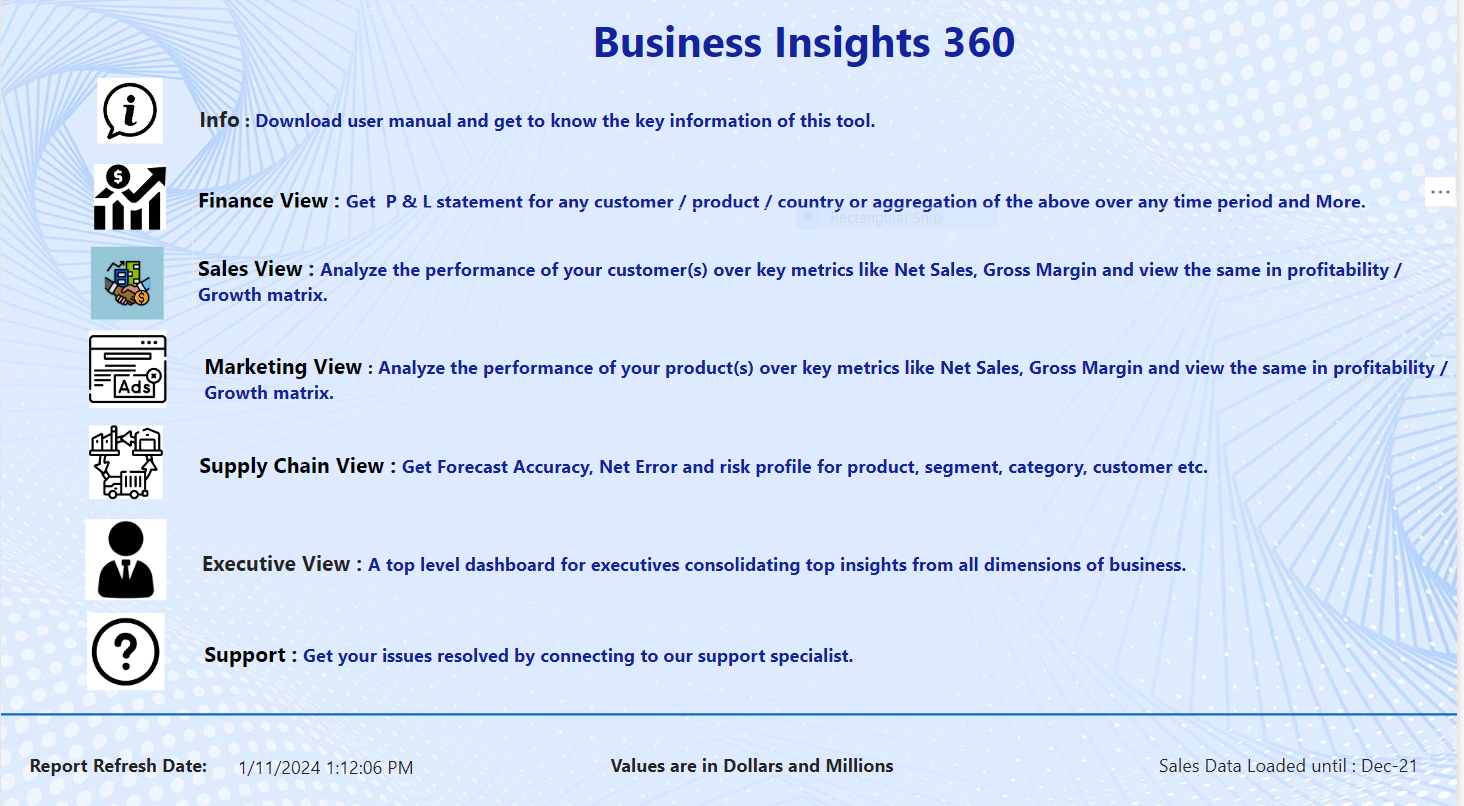 Business Insights 360
Info : Download user manual and get to know the key information of this tool.
Finance View : Get  P & L statement for any customer / product / country or aggregation of the above over any time period and More.
Rectangular Snip
Sales View : Analyze the performance of your customer(s) over key metrics like Net Sales, Gross Margin and view the same in profitability /
Growth matrix.
Ads
Marketing View : Analyze the performance of your product(s) over key metrics like Net Sales, Gross Margin and view the same in profitability /
Growth matrix.
Supply Chain View : Get Forecast Accuracy, Net Error and risk profile for product, segment, category, customer etc.
Executive View : A top level dashboard for executives consolidating top insights from all dimensions of business.
Support : Get your issues resolved by connecting to our support specialist.
Report Refresh Date: 1/11/2024 1:12:06 PM Values are in Dollars and Millions Sales Data Loaded until : Dec-21